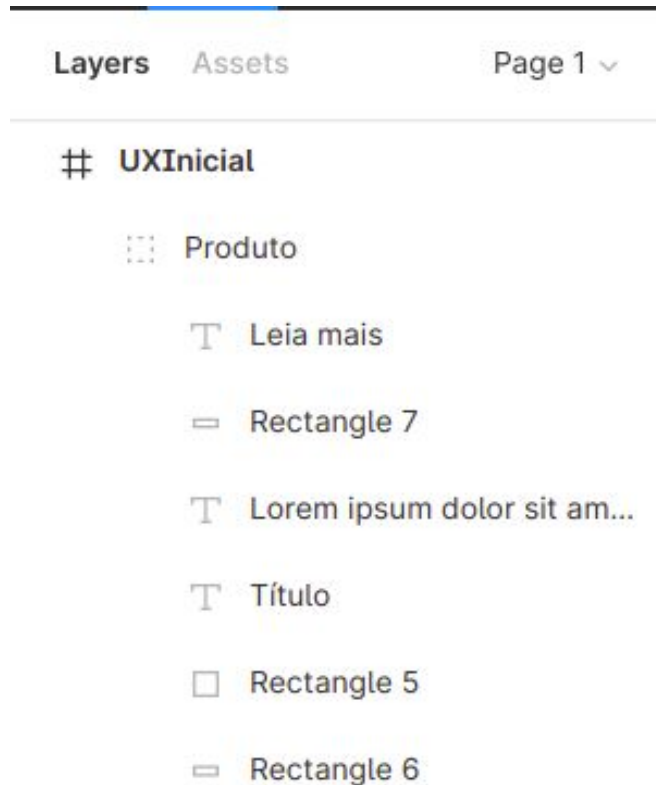 Layers Assets Page 1
UXInicial
Produto
Leia mais
Rectangle 7
Lorem ipsum dolor sit am...
Título
Rectangle 5
Rectangle 6